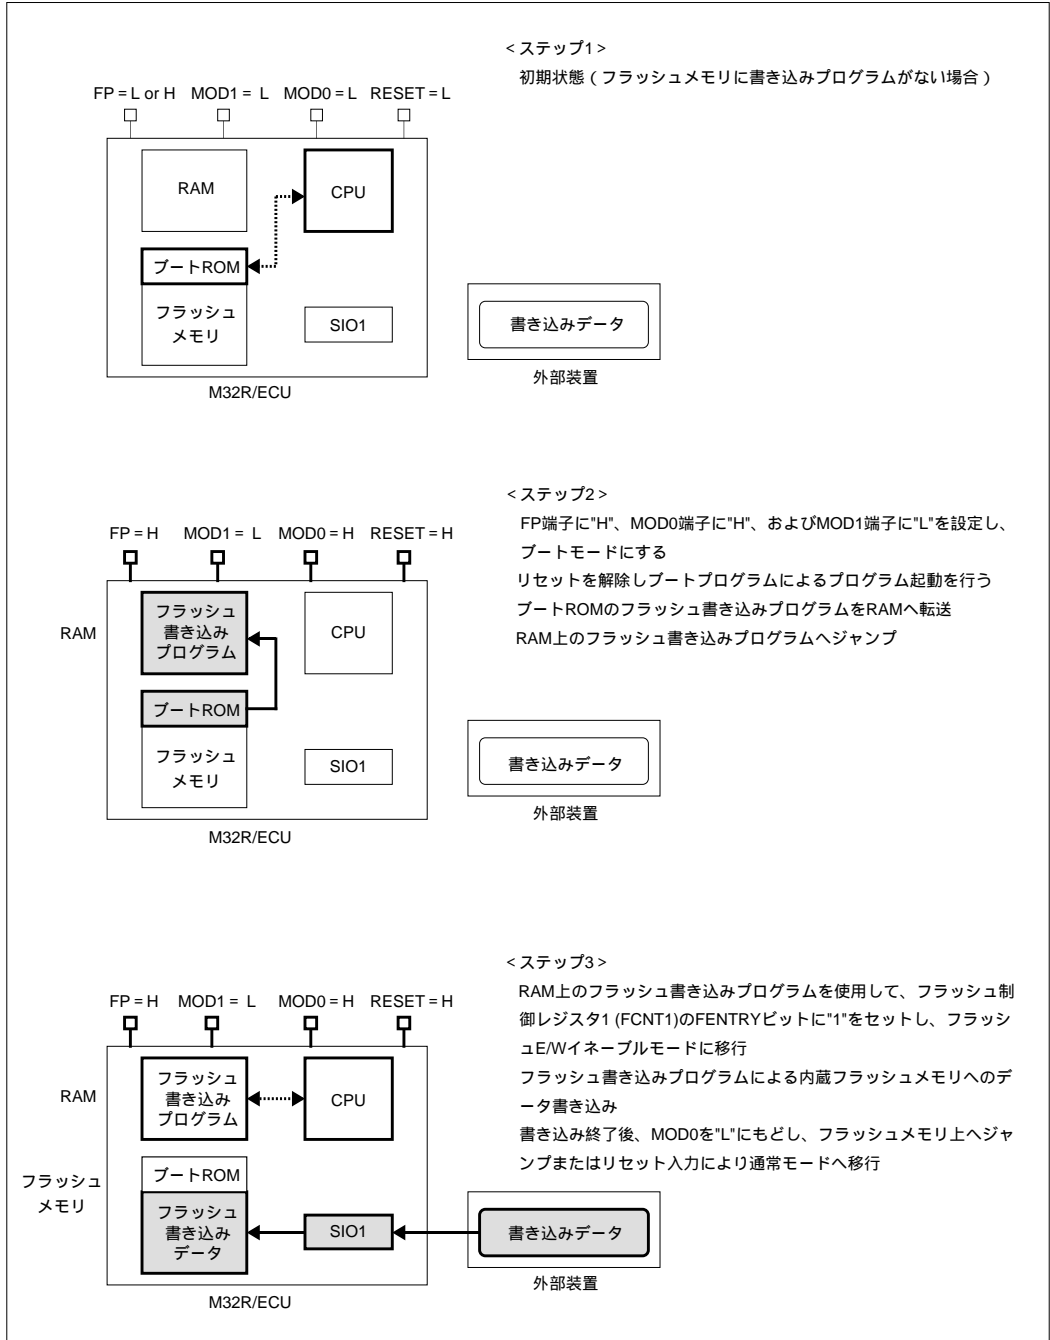 <ステップ1>
初期状態(フラッシュメモリに書き込みプログラムがない場合)
FP = L or H MOD1 = L MOD0 = L RESET = L
RAM
CPU
ブートROM
フラッシュ
メモリ
SIO1
M32R/ECU
書き込みデータ
外部装置
<ステップ2>
FP端子に"H"、MOD0端子に"H"、およびMOD1端子に"L"を設定し、
ブートモードにする
リセットを解除しブートプログラムによるプログラム起動を行う
ブートROMのフラッシュ書き込みプログラムをRAMへ転送
RAM上のフラッシュ書き込みプログラムへジャンプ
FP = H MOD1 = L MOD0 = H RESET = H
RAM
フラッシュ
書き込み
プログラム
CPU
ブートROM
フラッシュ
メモリ
SIO1
M32R/ECU
書き込みデータ
外部装置
<ステップ3>
RAM上のフラッシュ書き込みプログラムを使用して、フラッシュ制
御レジスタ1 (FCNT1)のFENTRYビットに"1"をセットし、フラッシ
ュE/Wイネーブルモードに移行
フラッシュ書き込みプログラムによる内蔵フラッシュメモリへのデ
ータ書き込み
書き込み終了後、MOD0を"L"にもどし、フラッシュメモリ上へジャ
ンプまたはリセット入力により通常モードへ移行
FP = H MOD1 = L MOD0 = H RESET = H
RAM
フラッシュ
書き込み
プログラム
CPU
フラッシュ
メモリ
ブートROM
フラッシュ
書き込み
データ
SIO1
M32R/ECU
書き込みデータ
外部装置